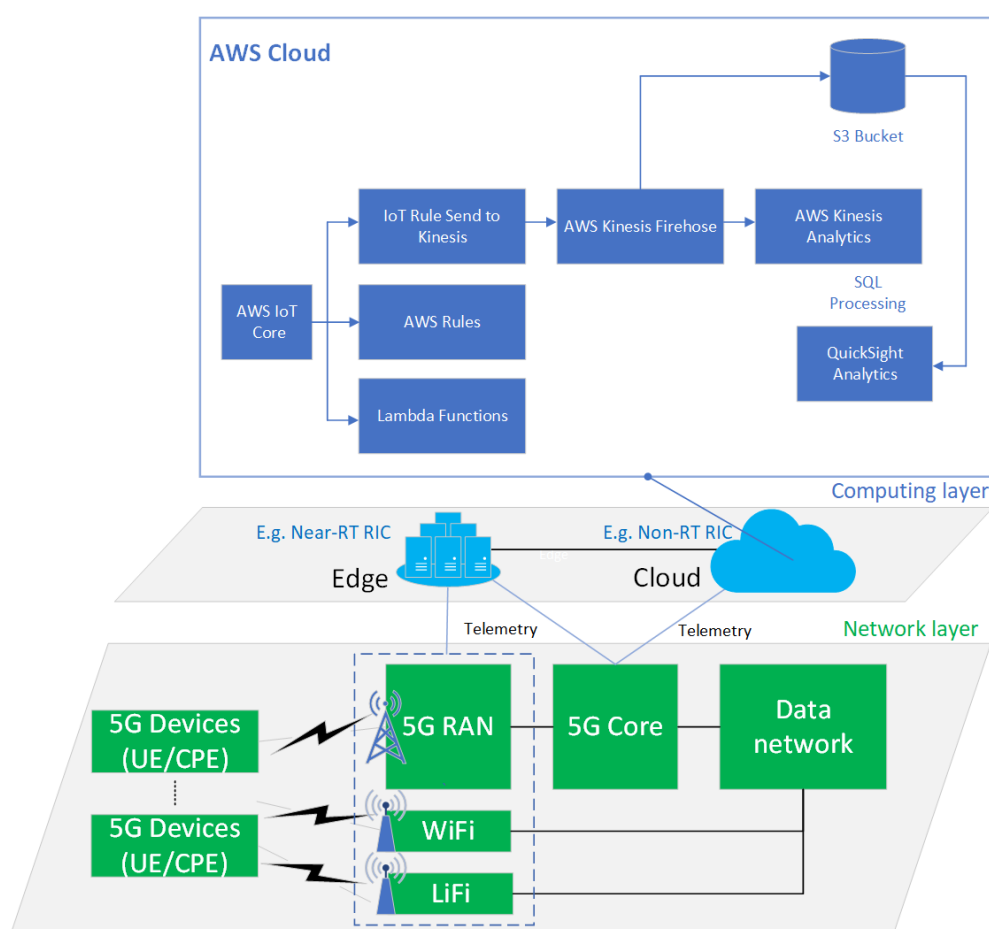 AWS Cloud
S3 Bucket
IoT Rule Send to
Kinesis
AWS Kinesis Firehose
AWS Kinesis
Analytics
AWS IoT
Core
AWS Rules
SQL
Processing
QuickSight
Analytics
Lambda Functions
Computing layer
E.g. Near-RT RIC
E.g. Non-RT RIC
Edge
Edge
Cloud
Telemetry
Telemetry
Network layer
5G Devices
(UE/CPE)
5G RAN
5G Core
Data
network
5G Devices
(UE/CPE)
WiFi
LiFi